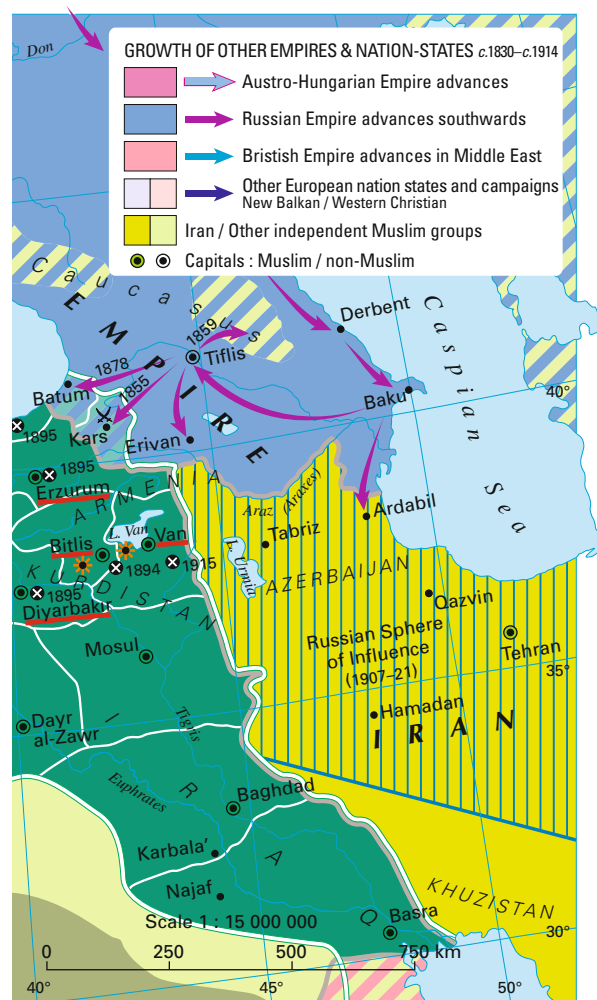 Don
GROWTH OF OTHER EMPIRES & NATION-STATES c.1830–c.1914
Austro-Hungarian Empire advances
Russian Empire advances southwards
Bristish Empire advances in Middle East
Other European nation states and campaigns
New Balkan / Western Christian
Iran / Other independent Muslim groups
Capitals : Muslim / non-Muslim
Caucasus
EMPIRE
Caspian Sea
Derbent
1859
Tiflis
1878
Batum
1855
Baku
40°
Kars
1895
Erivan
1895
Erzurum
ARMENIA
Araz (Araxes)
Ardabil
L. Van
Van
Bitlis
Tabriz
L. Urmia
1894
1915
AZERBAIJAN
KURDISTAN
1895
Diyarbakır
Qazvin
Russian Sphere
of Influence
(1907–21)
Tehran
35°
Mosul
Hamadan
IRAN
Dayr
al-Zawr
Tigris
IRAQ
Euphrates
Baghdad
Karbala'
Najaf
KHUZISTAN
Scale 1 : 15 000 000
Basra
30°
0 250 500 750 km
40° 45° 50°